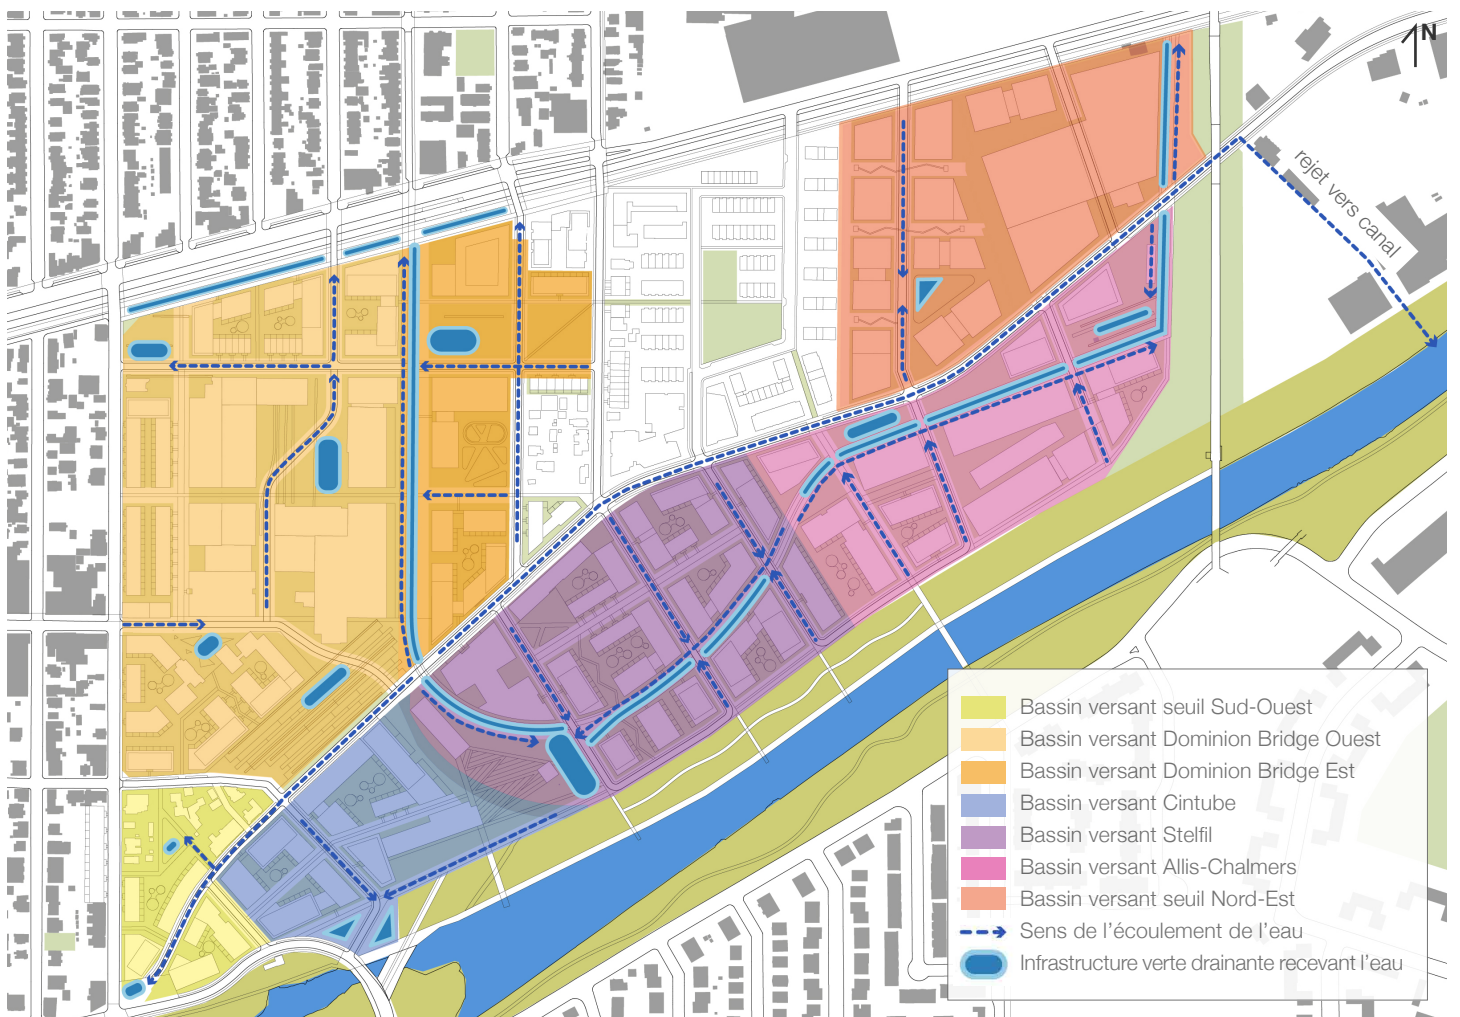 N
rejet vers canal
Bassin versant seuil Sud-Ouest
Bassin versant Dominion Bridge Ouest
Bassin versant Dominion Bridge Est
Bassin versant Cintube
Bassin versant Stelfil
Bassin versant Allis-Chalmers
Bassin versant seuil Nord-Est
Sens de l'écoulement de l'eau
Infrastructure verte drainante recevant l'eau